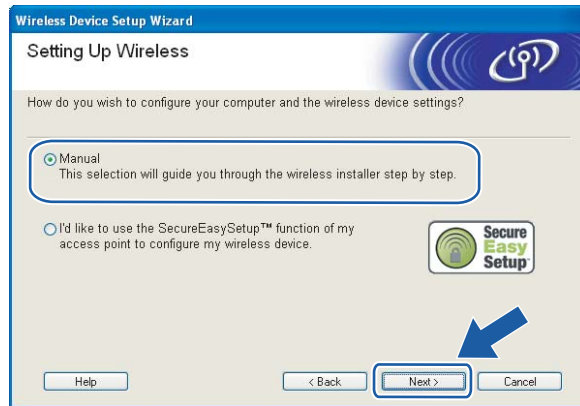 Wireless Device Setup Wizard
Setting Up Wireless
How do you wish to configure your computer and the wireless device settings?
Manual
This selection will guide you through the wireless installer step by step.
I'd like to use the SecureEasySetup™ function of my
access point to configure my wireless device.
Secure
Easy
Setup™
Help
< Back
Next >
Cancel